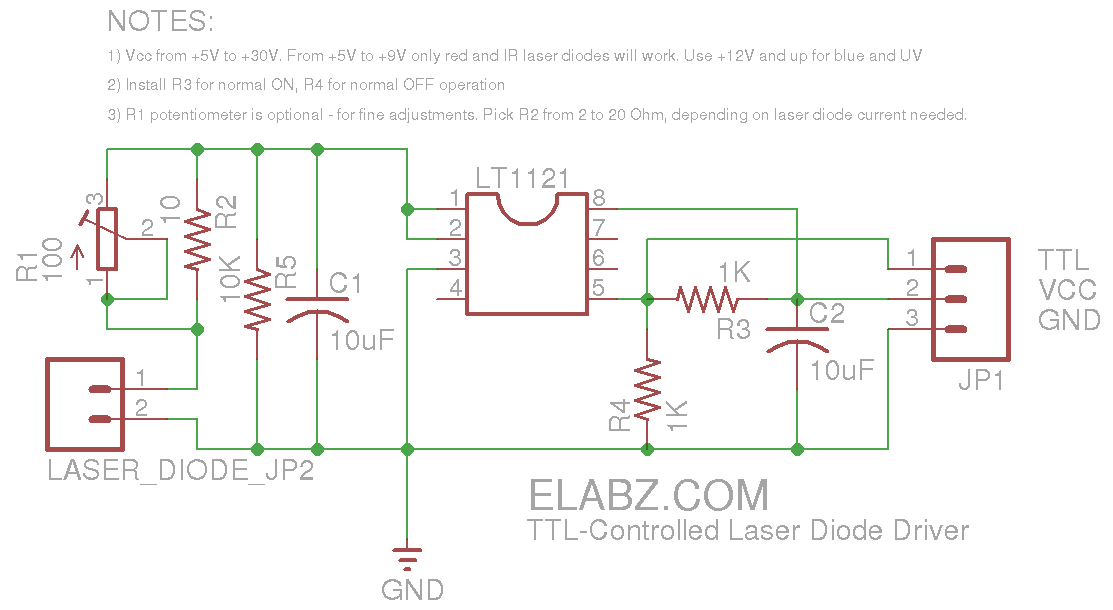 NOTES:
1) Vcc from +5V to +30V. From +5V to +9V only red and IR laser diodes will work. Use +12V and up for blue and UV
2) Install R3 for normal ON, R4 for normal OFF operation
3) R1 potentiometer is optional - for fine adjustments. Pick R2 from 2 to 20 Ohm, depending on laser diode current needed.
LT1121
1
2
3
4
8
7
6
5
R1
100
3
2
1
10
R2
10K
R5
C1
10uF
1K
R3
R4
1K
C2
10uF
1
2
3
TTL
VCC
GND
JP1
1
2
LASER_DIODE_JP2
ELABZ.COM
TTL-Controlled Laser Diode Driver
GND